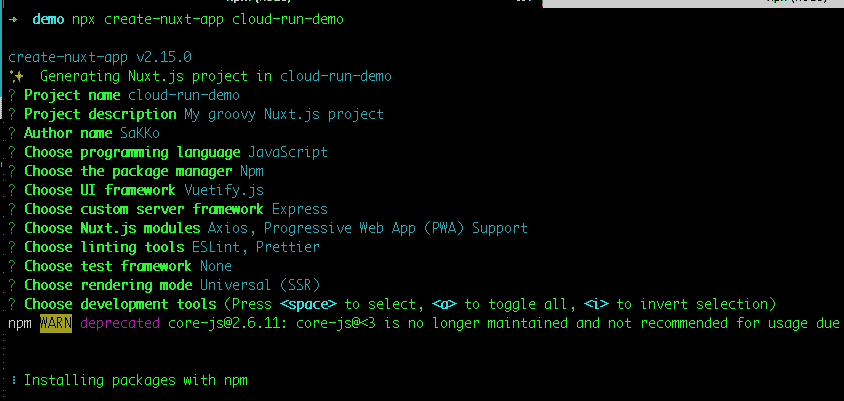 ➜ demo npx create-nuxt-app cloud-run-demo
create-nuxt-app v2.15.0
✨ Generating Nuxt.js project in cloud-run-demo
? Project name cloud-run-demo
? Project description My groovy Nuxt.js project
? Author name SaKKo
? Choose programming language JavaScript
? Choose the package manager Npm
? Choose UI framework Vuetify.js
? Choose custom server framework Express
? Choose Nuxt.js modules Axios, Progressive Web App (PWA) Support
? Choose linting tools ESLint, Prettier
? Choose test framework None
? Choose rendering mode Universal (SSR)
? Choose development tools (Press <space> to select, <a> to toggle all, <i> to invert selection)
npm WARN deprecated core-js@2.6.11: core-js@<3 is no longer maintained and not recommended for usage due
⠸ Installing packages with npm